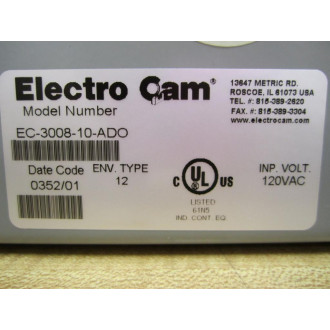 Electro Cam®
Model Number
13647 METRIC RD.
ROSCOE, IL 61073 USA
TEL. #: 815-389-2620
FAX. #: 815-389-3304
www.electrocam.com
EC-3008-10-ADO
Date Code
0352/01
ENV. TYPE
12
C UL US
LISTED
61N5
IND. CONT. EQ.
INP. VOLT.
120VAC